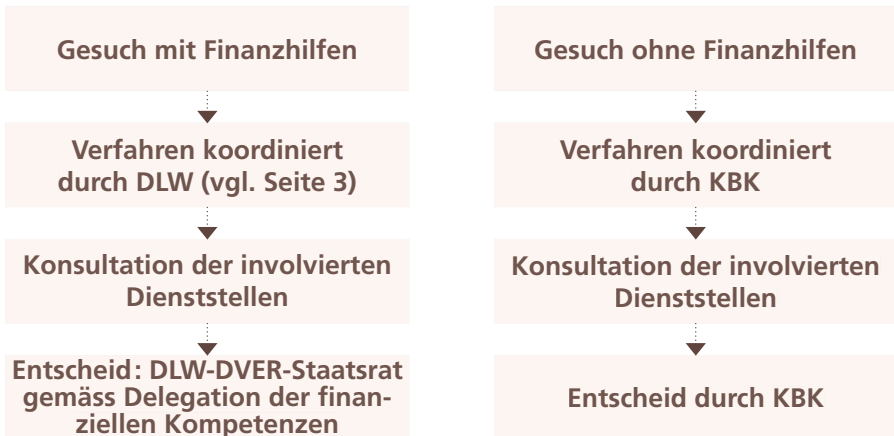 Gesuch mit Finanzhilfen
Verfahren koordiniert
durch DLW (vgl. Seite 3)
Konsultation der involvierten
Dienststellen
Entscheid: DLW-DVER-Staatsrat
gemäss Delegation der finan-
ziellen Kompetenzen
Gesuch ohne Finanzhilfen
Verfahren koordiniert
durch KBK
Konsultation der involvierten
Dienststellen
Entscheid durch KBK